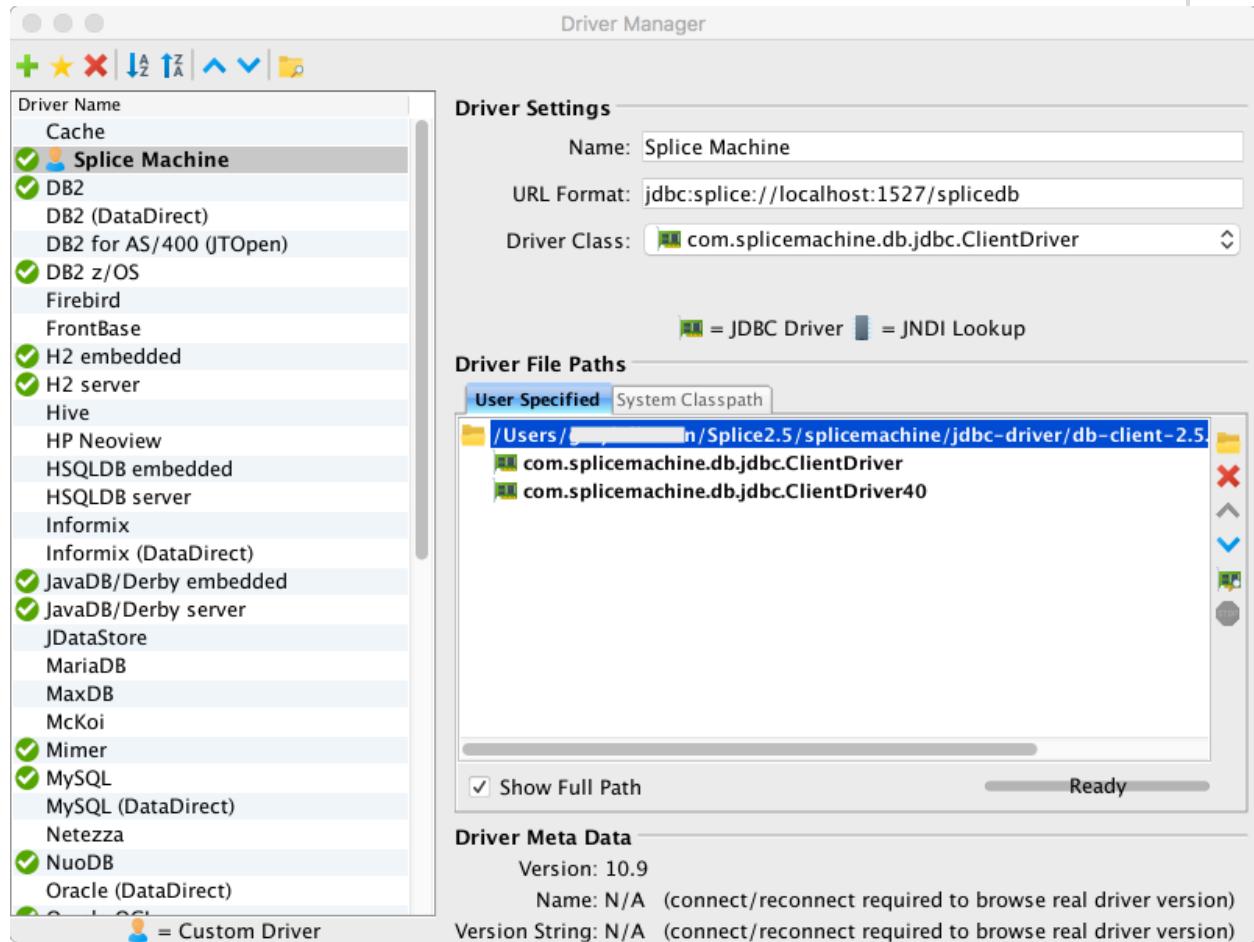 Driver Manager
Driver Name
Cache
Splice Machine
DB2
DB2 (DataDirect)
DB2 for AS/400 (JTOpen)
DB2 z/OS
Firebird
FrontBase
H2 embedded
H2 server
Hive
HP Neoview
HSQLDB embedded
HSQLDB server
Informix
Informix (DataDirect)
JavaDB/Derby embedded
JavaDB/Derby server
JDataStore
MariaDB
MaxDB
McKoi
Mimer
MySQL
MySQL (DataDirect)
Netezza
NuoDB
Oracle (DataDirect)
= Custom Driver
Driver Settings
Name: Splice Machine
URL Format: jdbc:splice://localhost:1527/splicedb
Driver Class: com.splicemachine.db.jdbc.ClientDriver
= JDBC Driver = JNDI Lookup
Driver File Paths
User Specified System Classpath
/Users/ n/Splice2.5/splicemachine/jdbc-driver/db-client-2.5.
com.splicemachine.db.jdbc.ClientDriver
com.splicemachine.db.jdbc.ClientDriver40
Show Full Path Ready
Driver Meta Data
Version: 10.9
Name: N/A (connect/reconnect required to browse real driver version)
Version String: N/A (connect/reconnect required to browse real driver version)